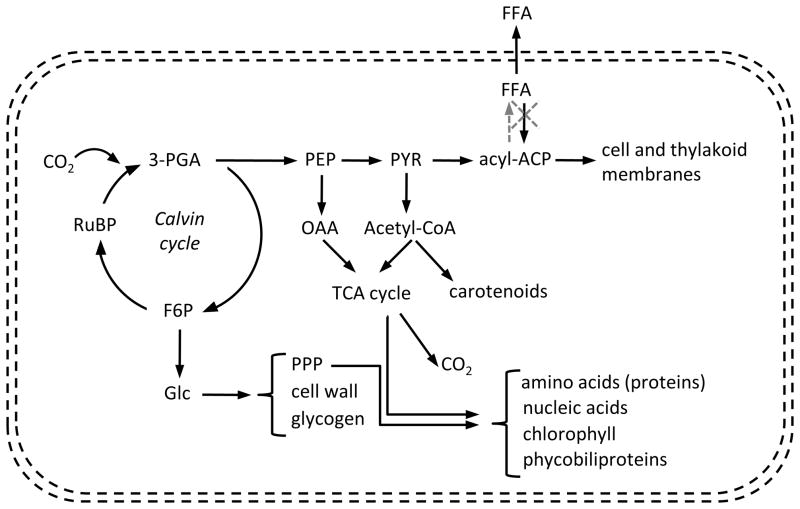 FFA
FFA
CO2
3-PGA
PEP
PYR
acyl-ACP
cell and thylakoid
membranes
RuBP
Calvin
cycle
OAA
Acetyl-CoA
TCA cycle
carotenoids
F6P
Glc
PPP
cell wall
glycogen
CO2
amino acids (proteins)
nucleic acids
chlorophyll
phycobiliproteins